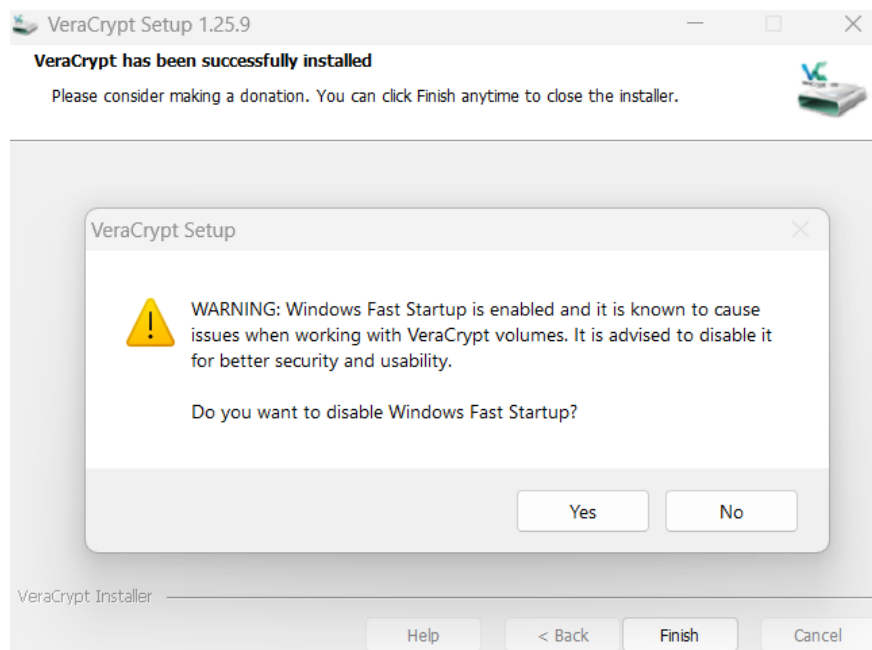 VeraCrypt Setup 1.25.9
VeraCrypt has been successfully installed
Please consider making a donation. You can click Finish anytime to close the installer.
VeraCrypt Setup
WARNING: Windows Fast Startup is enabled and it is known to cause
issues when working with VeraCrypt volumes. It is advised to disable it
for better security and usability.
Do you want to disable Windows Fast Startup?
Yes No
VeraCrypt Installer
Help < Back Finish Cancel